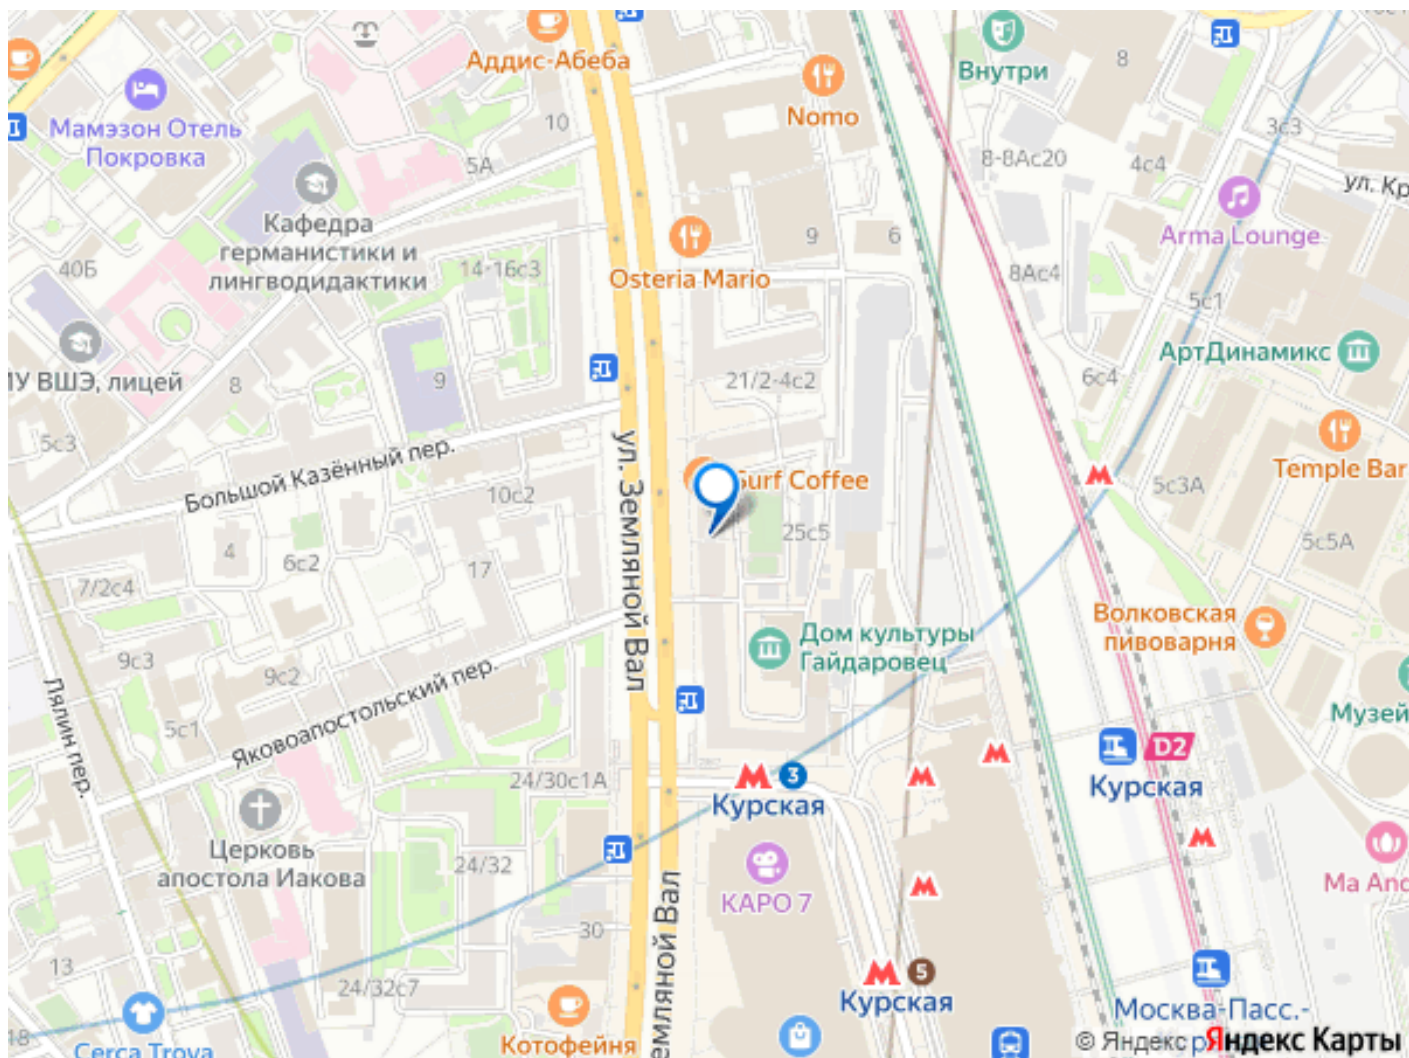 Аддис-Абеба
Внутри
8
Nomo
Мамэзон Отель
Покровка
10
3с3
5А
8-8Ас20
4с4
ул. Кр
Кафедра
германистики и
лингводидактики
40Б
14-16с3
Osteria Mario
9
6
Arma Lounge
8Ас4
5с1
АртДинамикс
6с4
У ВШЭ, лицей
8
9
21/2-4с2
5с3
Большой Казённый пер.
ул. Земляной Вал
Surf Coffee
Temple Bar
10с2
5с3А
25с5
5с5А
4
6с2
17
7/2с4
Волковская
пивоварня
Дом культуры
Гайдаровец
9с3
9с2
Лялин пер.
Яковоапостольский пер.
5с1
Музей
D2
Курская
24/30с1А
3
Курская
Церковь
апостола Иакова
24/32
КАРО 7
Ma And
Земляной Вал
30
13
5
Курская
24/32с7
18
Cerca Trova
Котофейня
Москва-Пасс.-
© Яндекс
Яндекс Карты